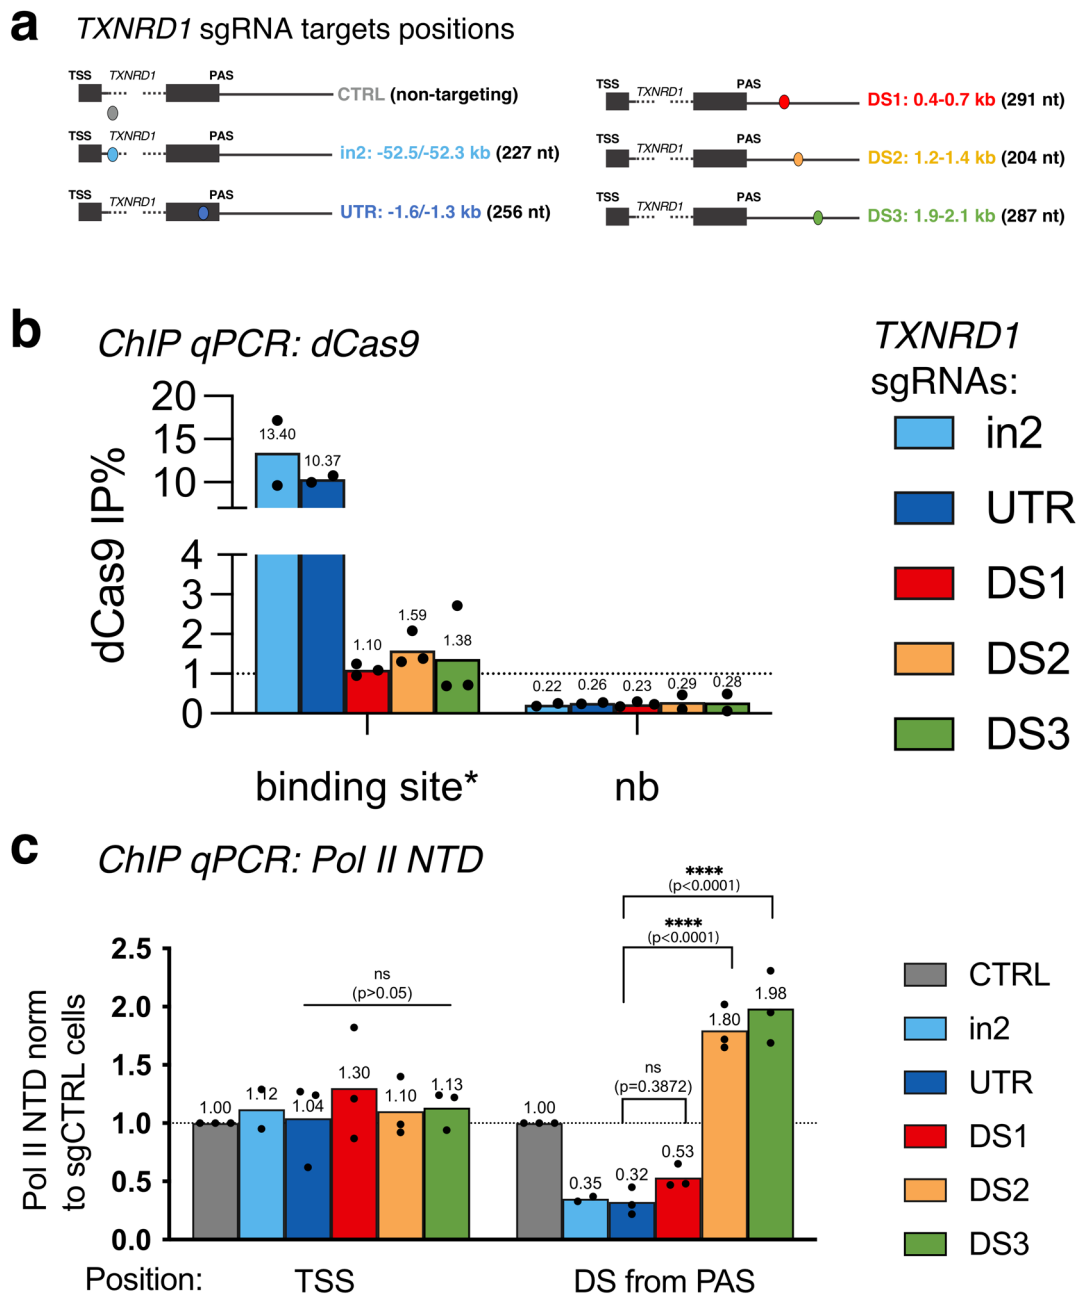 a
TXNRD1 sgRNA targets positions
TSS TXNRD1 PAS
CTRL (non-targeting)
TSS TXNRD1 PAS
in2: -52.5/-52.3 kb (227 nt)
TSS TXNRD1 PAS
UTR: -1.6/-1.3 kb (256 nt)
TSS TXNRD1 PAS
DS1: 0.4-0.7 kb (291 nt)
TSS TXNRD1 PAS
DS2: 1.2-1.4 kb (204 nt)
TSS TXNRD1 PAS
DS3: 1.9-2.1 kb (287 nt)
b
ChIP qPCR: dCas9
dCas9 IP%
20
15
10
4
3
2
1
0
13.40
10.37
1.10
1.59
1.38
0.22
0.26
0.23
0.29
0.28
binding site*
nb
TXNRD1
sgRNAs:
in2
UTR
DS1
DS2
DS3
c
ChIP qPCR: Pol II NTD
Pol II NTD norm
to sgCTRL cells
2.5
2.0
1.5
1.0
0.5
0.0
ns
(p>0.05)
1.00
1.12
1.04
1.30
1.10
1.13
****
(p<0.0001)
****
(p<0.0001)
ns
(p=0.3872)
1.00
0.35
0.32
0.53
1.80
1.98
Position:
TSS
DS from PAS
CTRL
in2
UTR
DS1
DS2
DS3